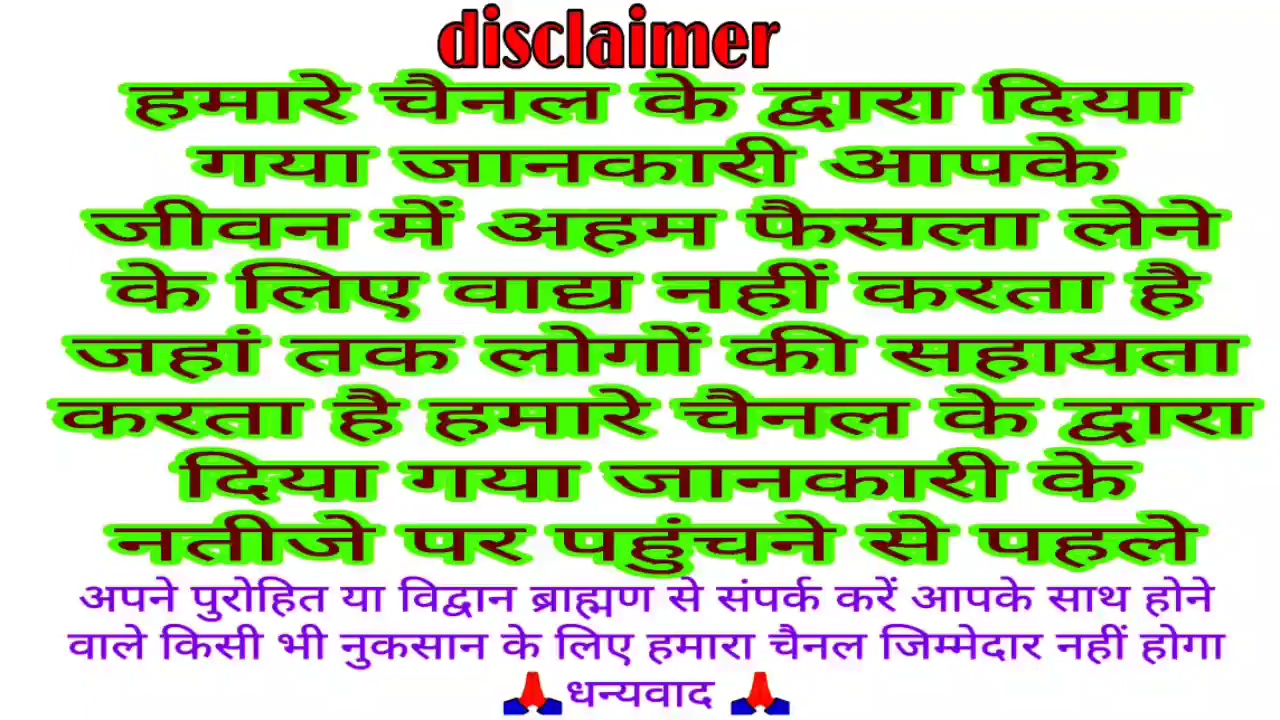 disclaimer
हमारे चैनल के द्वारा दिया
गया जानकारी आपके
जीवन में अहम फैसला लेने
के लिए वाद्य नहीं करता है
जहां तक लोगों की सहायता
करता है हमारे चैनल के द्वारा
दिया गया जानकारी के
नतीजे पर पहुंचने से पहले
अपने पुरोहित या विद्वान ब्राह्मण से संपर्क करें आपके साथ होने
वाले किसी भी नुकसान के लिए हमारा चैनल जिम्मेदार नहीं होगा
🙏धन्यवाद 🙏